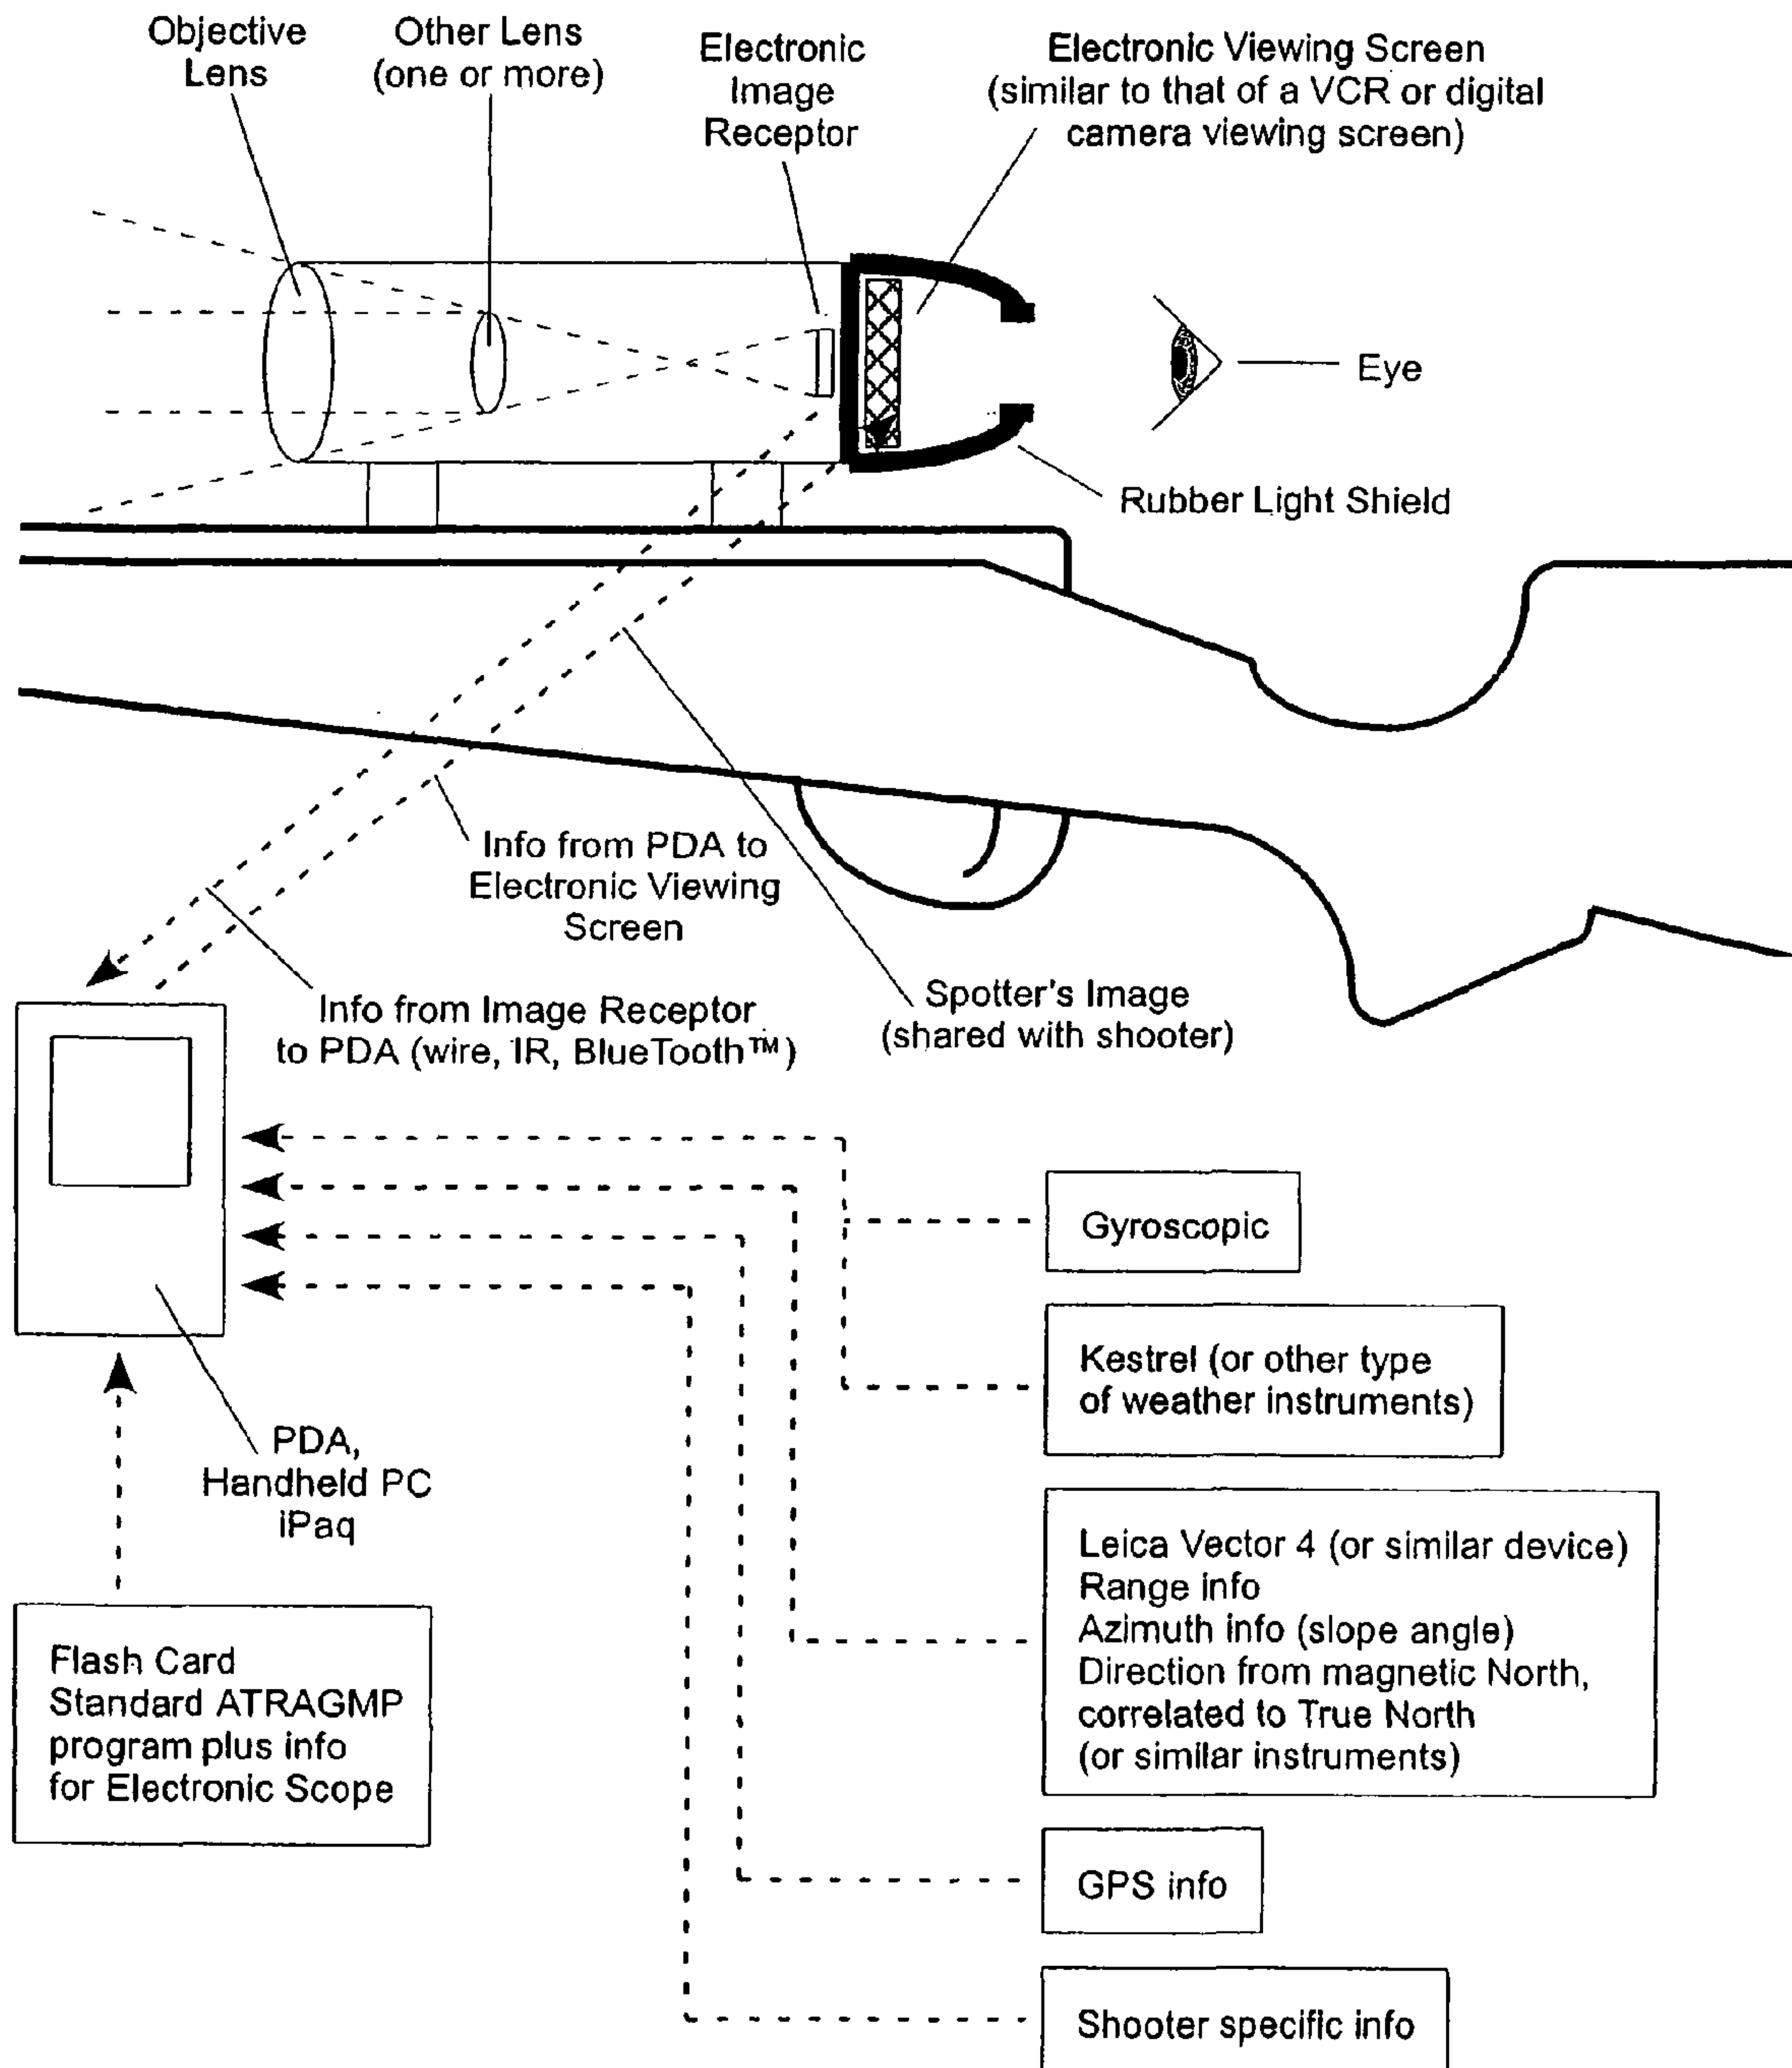 Objective
Lens
Other Lens
(one or more)
Electronic
Image
Receptor
Electronic Viewing Screen
(similar to that of a VCR or digital
camera viewing screen)
Eye
Rubber Light Shield
Info from PDA to
Electronic Viewing
Screen
Info from Image Receptor
to PDA (wire, IR, BlueTooth™)
Spotter's Image
(shared with shooter)
Gyroscopic
Kestrel (or other type
of weather instruments)
PDA,
Handheld PC
iPaq
Leica Vector 4 (or similar device)
Range info
Azimuth info (slope angle)
Direction from magnetic North,
correlated to True North
(or similar instruments)
Flash Card
Standard ATRAGMP
program plus info
for Electronic Scope
GPS info
Shooter specific info